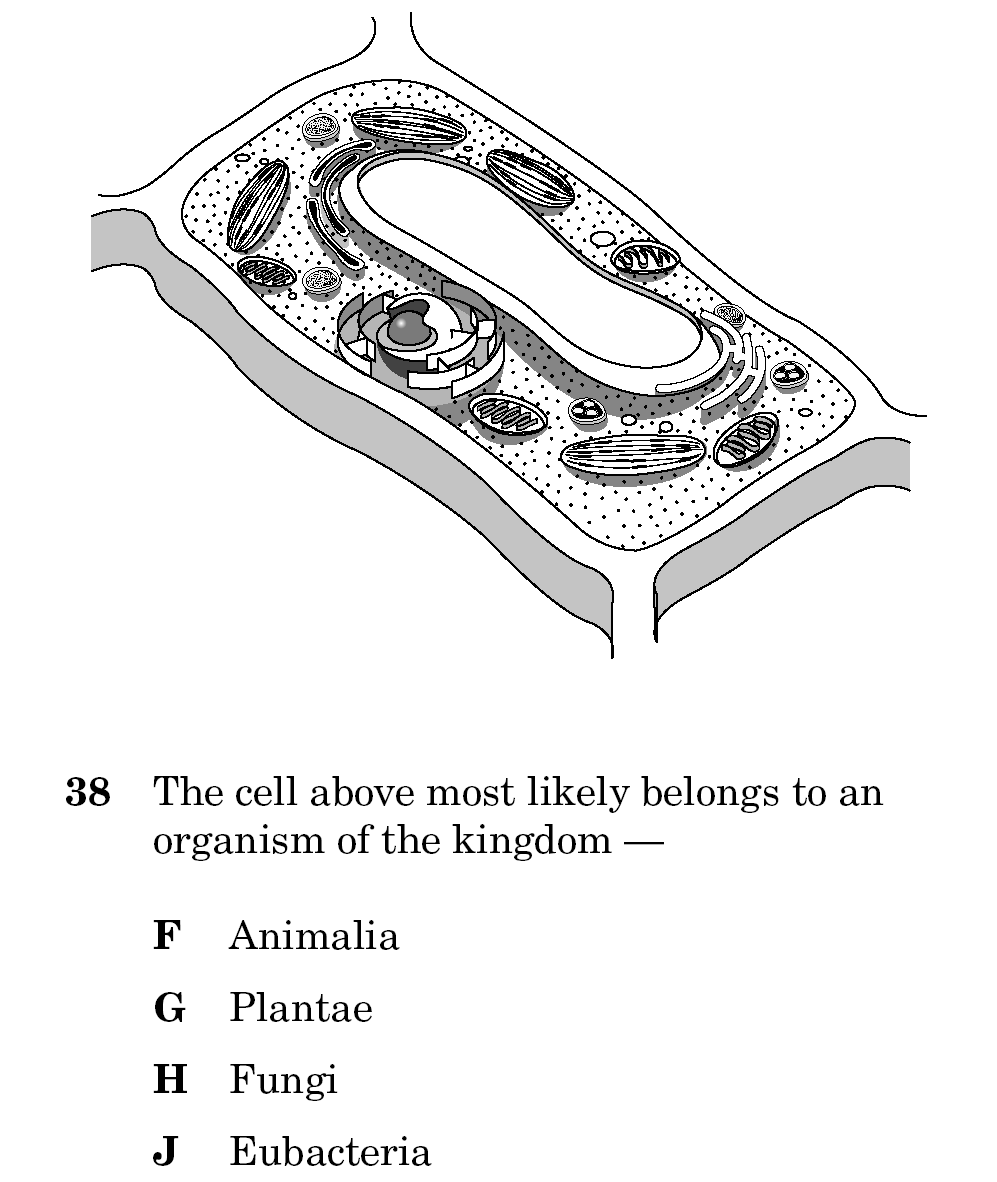 38 The cell above most likely belongs to an
organism of the kingdom —
F Animalia
G Plantae
H Fungi
J Eubacteria